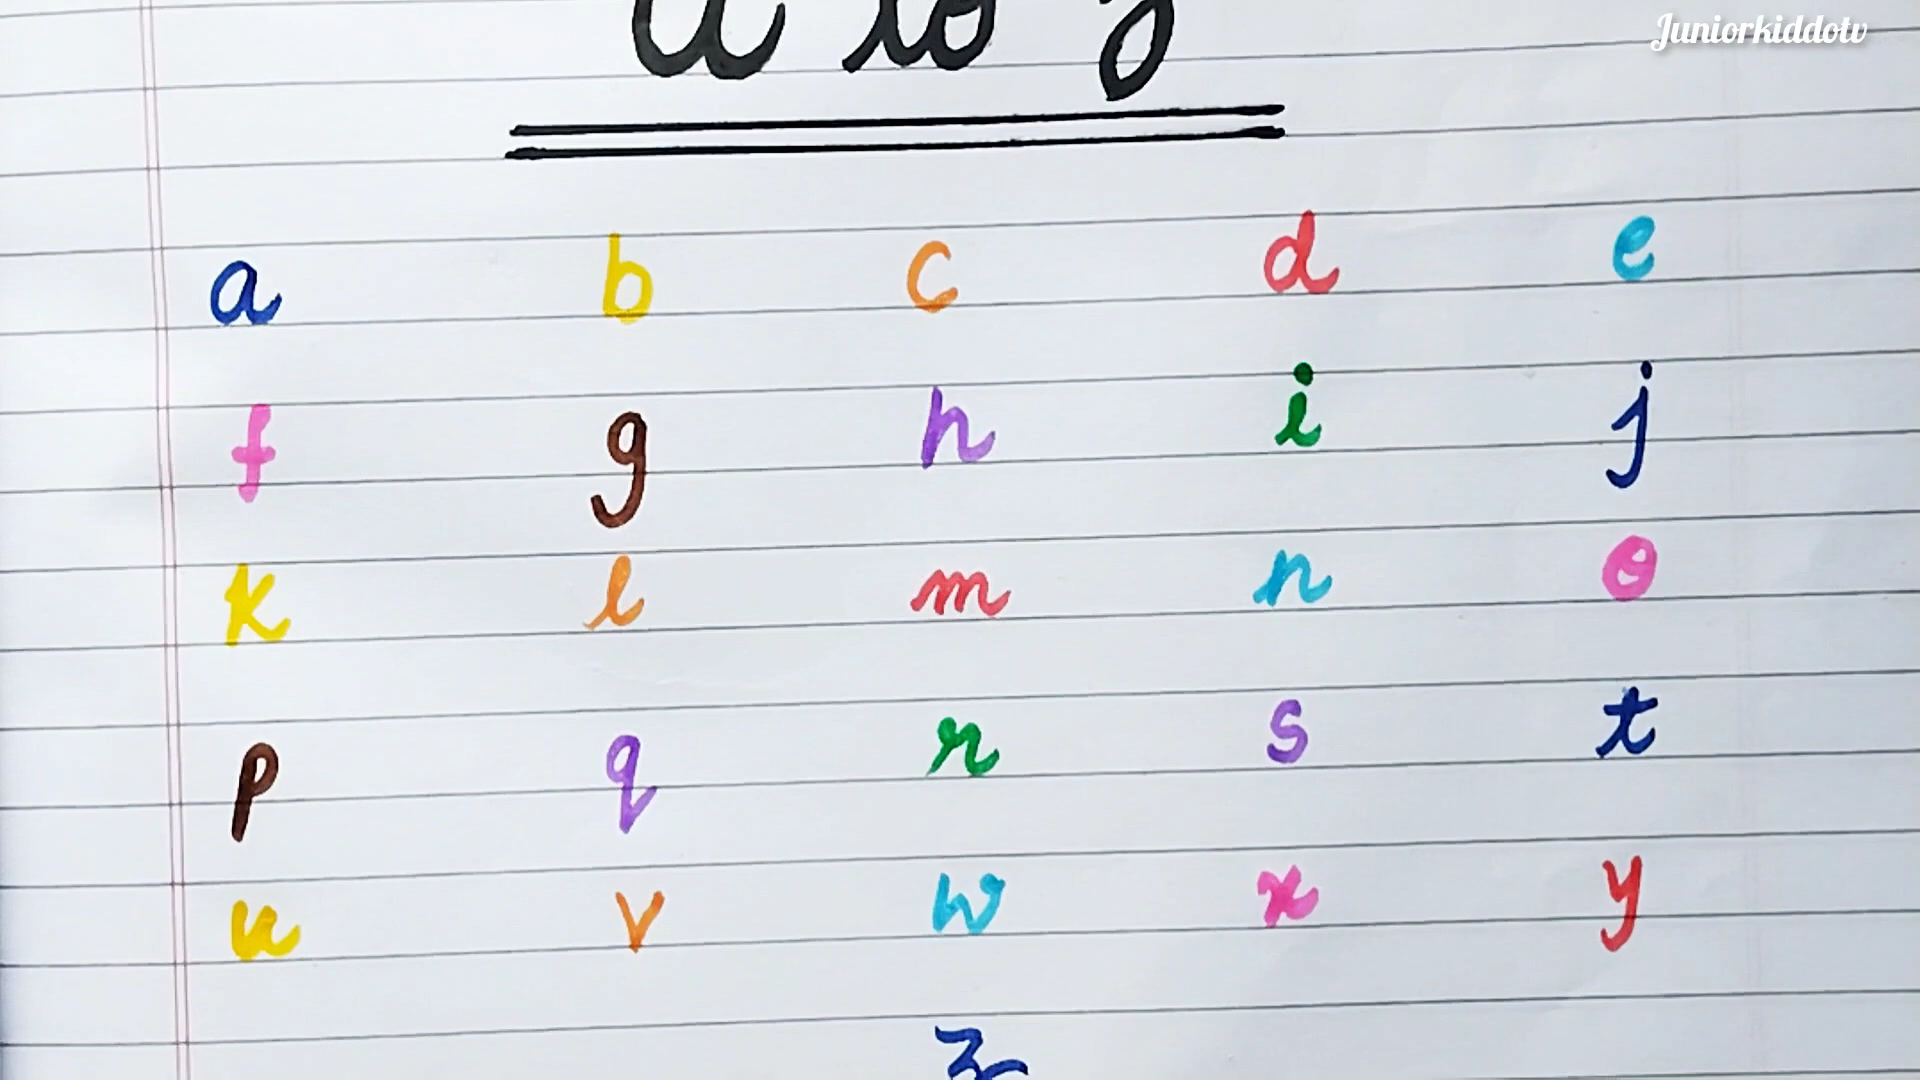 Juniorkiddotv
a to z
a b c d e
f g h i j
k l m n o
p q r s t
u v w x y
z